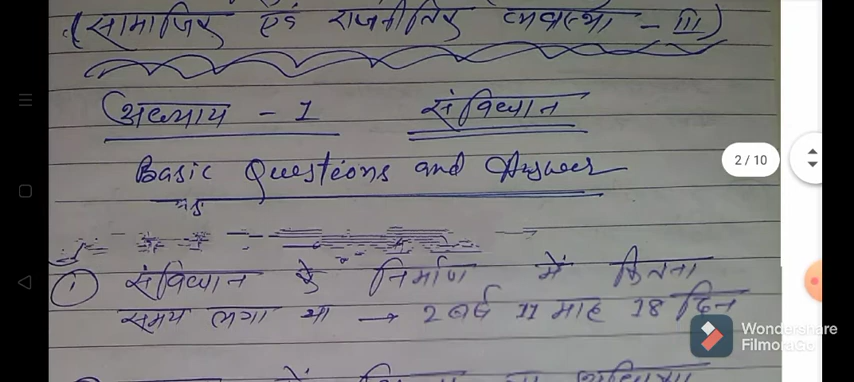 (सामाजिक एवं राजनीतिक व्यवस्था - III)
अध्याय - 1 संविधान
Basic Questions and Answer
2/10
① संविधान के निर्माण में कितना
समय लगा था → 2 वर्ष 11 माह 18 दिन
Wondershare
FilmoraGo